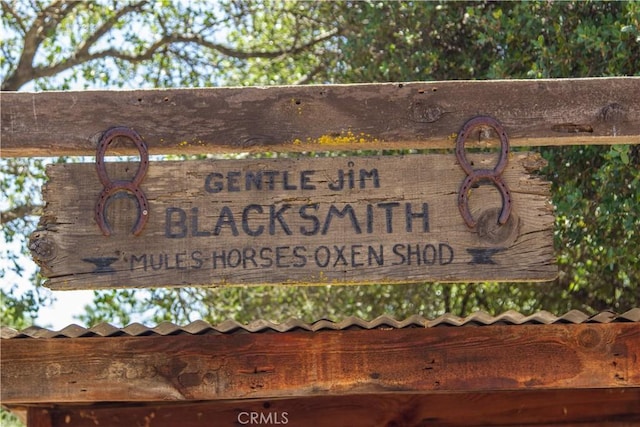 GENTLE JiM
BLACKSMITH
MULES HORSES OXEN SHOD
CRMLS